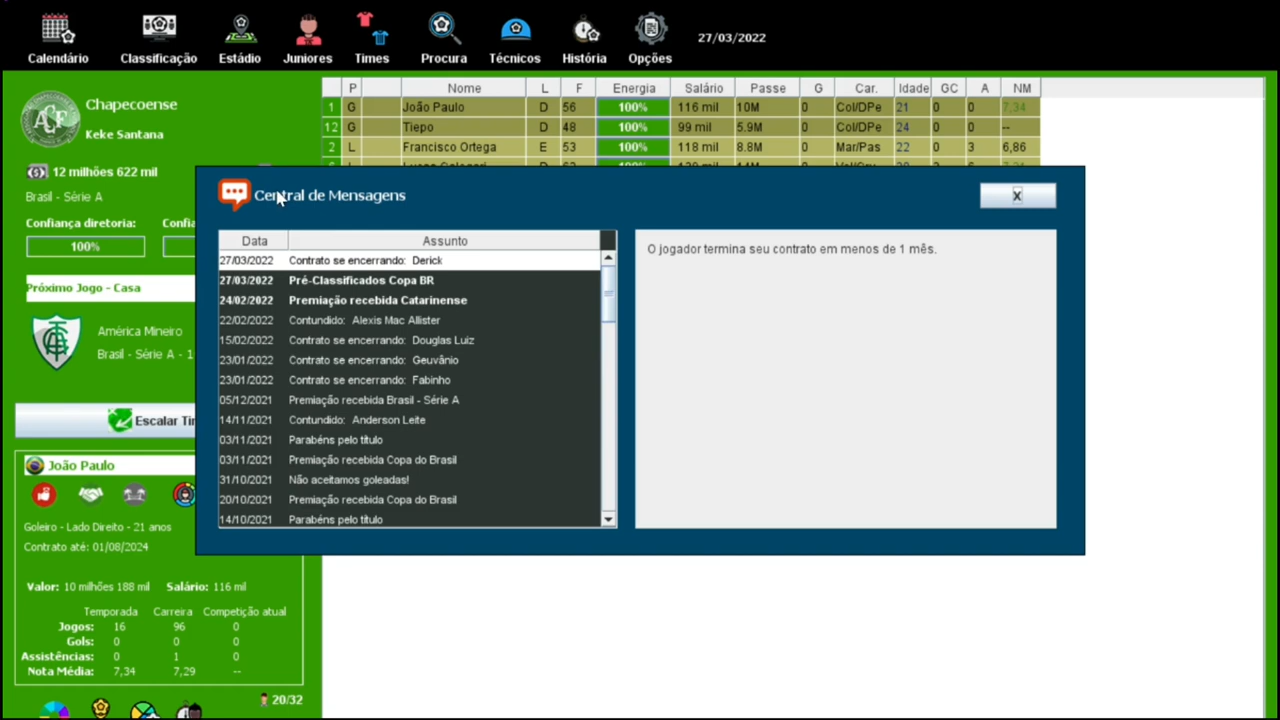 Calendário Classificação Estádio Juniores Times Procura Técnicos História Opções 27/03/2022
Chapecoense
Keke Santana
12 milhões 622 mil
Brasil - Série A
Confiança diretoria: Confia
100%
Próximo Jogo - Casa
América Mineiro
Brasil - Série A - 1
Escalar Tim
João Paulo
Goleiro - Lado Direito - 21 anos
Contrato até: 01/08/2024
Valor: 10 milhões 188 mil Salário: 116 mil
Temporada Carreira Competição atual
Jogos: 16 96 0
Gols: 0 0 0
Assistências: 0 1 0
Nota Média: 7,34 7,29 --
20/32
P Nome L F Energia Salário Passe G Car. Idade GC A NM
1 G João Paulo D 56 100% 116 mil 10M 0 Col/DPe 21 0 0 7,34
12 G Tiepo D 48 100% 99 mil 5.9M 0 Col/DPe 24 0 0 --
2 L Francisco Ortega E 53 100% 118 mil 8.8M 0 Mar/Pas 22 0 3 6,86
Central de Mensagens X
Data Assunto
27/03/2022 Contrato se encerrando: Derick
27/03/2022 Pré-Classificados Copa BR
24/02/2022 Premiação recebida Catarinense
22/02/2022 Contundido: Alexis Mac Allister
15/02/2022 Contrato se encerrando: Douglas Luiz
23/01/2022 Contrato se encerrando: Geuvânio
23/01/2022 Contrato se encerrando: Fabinho
05/12/2021 Premiação recebida Brasil - Série A
14/11/2021 Contundido: Anderson Leite
03/11/2021 Parabéns pelo título
03/11/2021 Premiação recebida Copa do Brasil
31/10/2021 Não aceitamos goleadas!
20/10/2021 Premiação recebida Copa do Brasil
14/10/2021 Parabéns pelo título
O jogador termina seu contrato em menos de 1 mês.